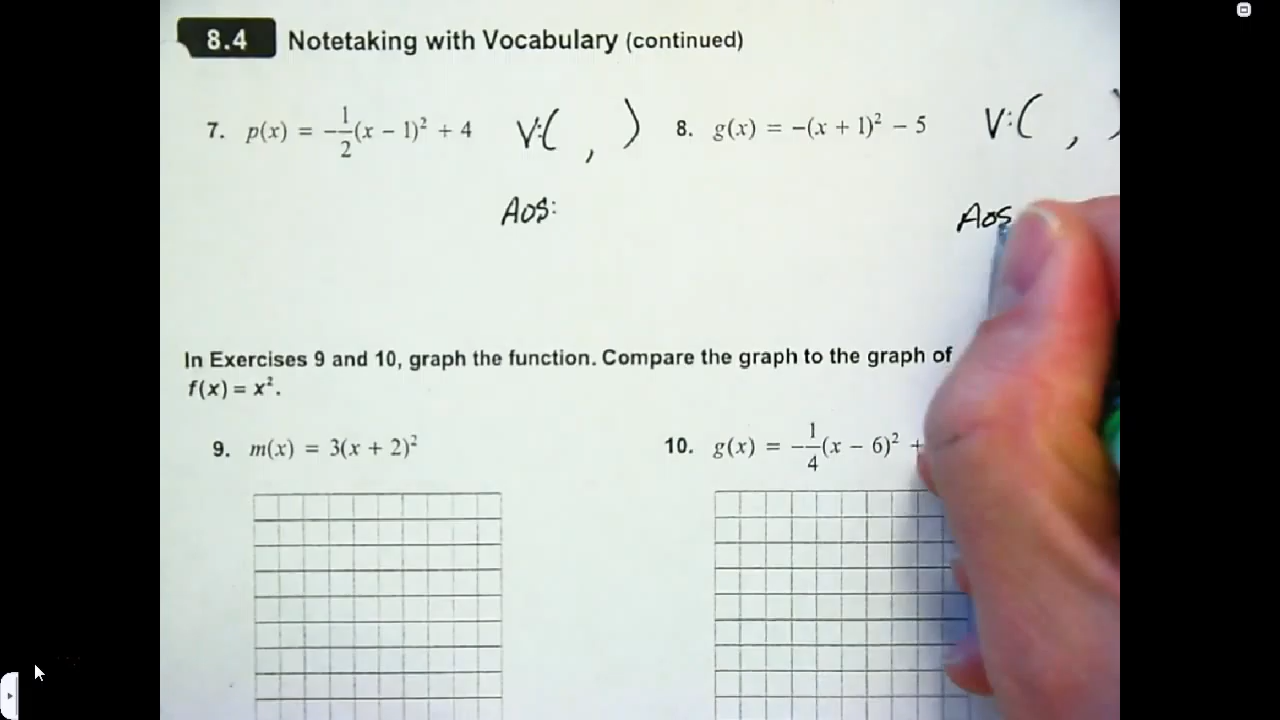 8.4 Notetaking with Vocabulary (continued)
7. p(x) = -1/2(x − 1)² + 4 V:( , ) 8. g(x) = −(x + 1)² − 5 V:( , )
AOS: AOS
In Exercises 9 and 10, graph the function. Compare the graph to the graph of
f(x) = x².
9. m(x) = 3(x + 2)² 10. g(x) = -1/4(x − 6)² +